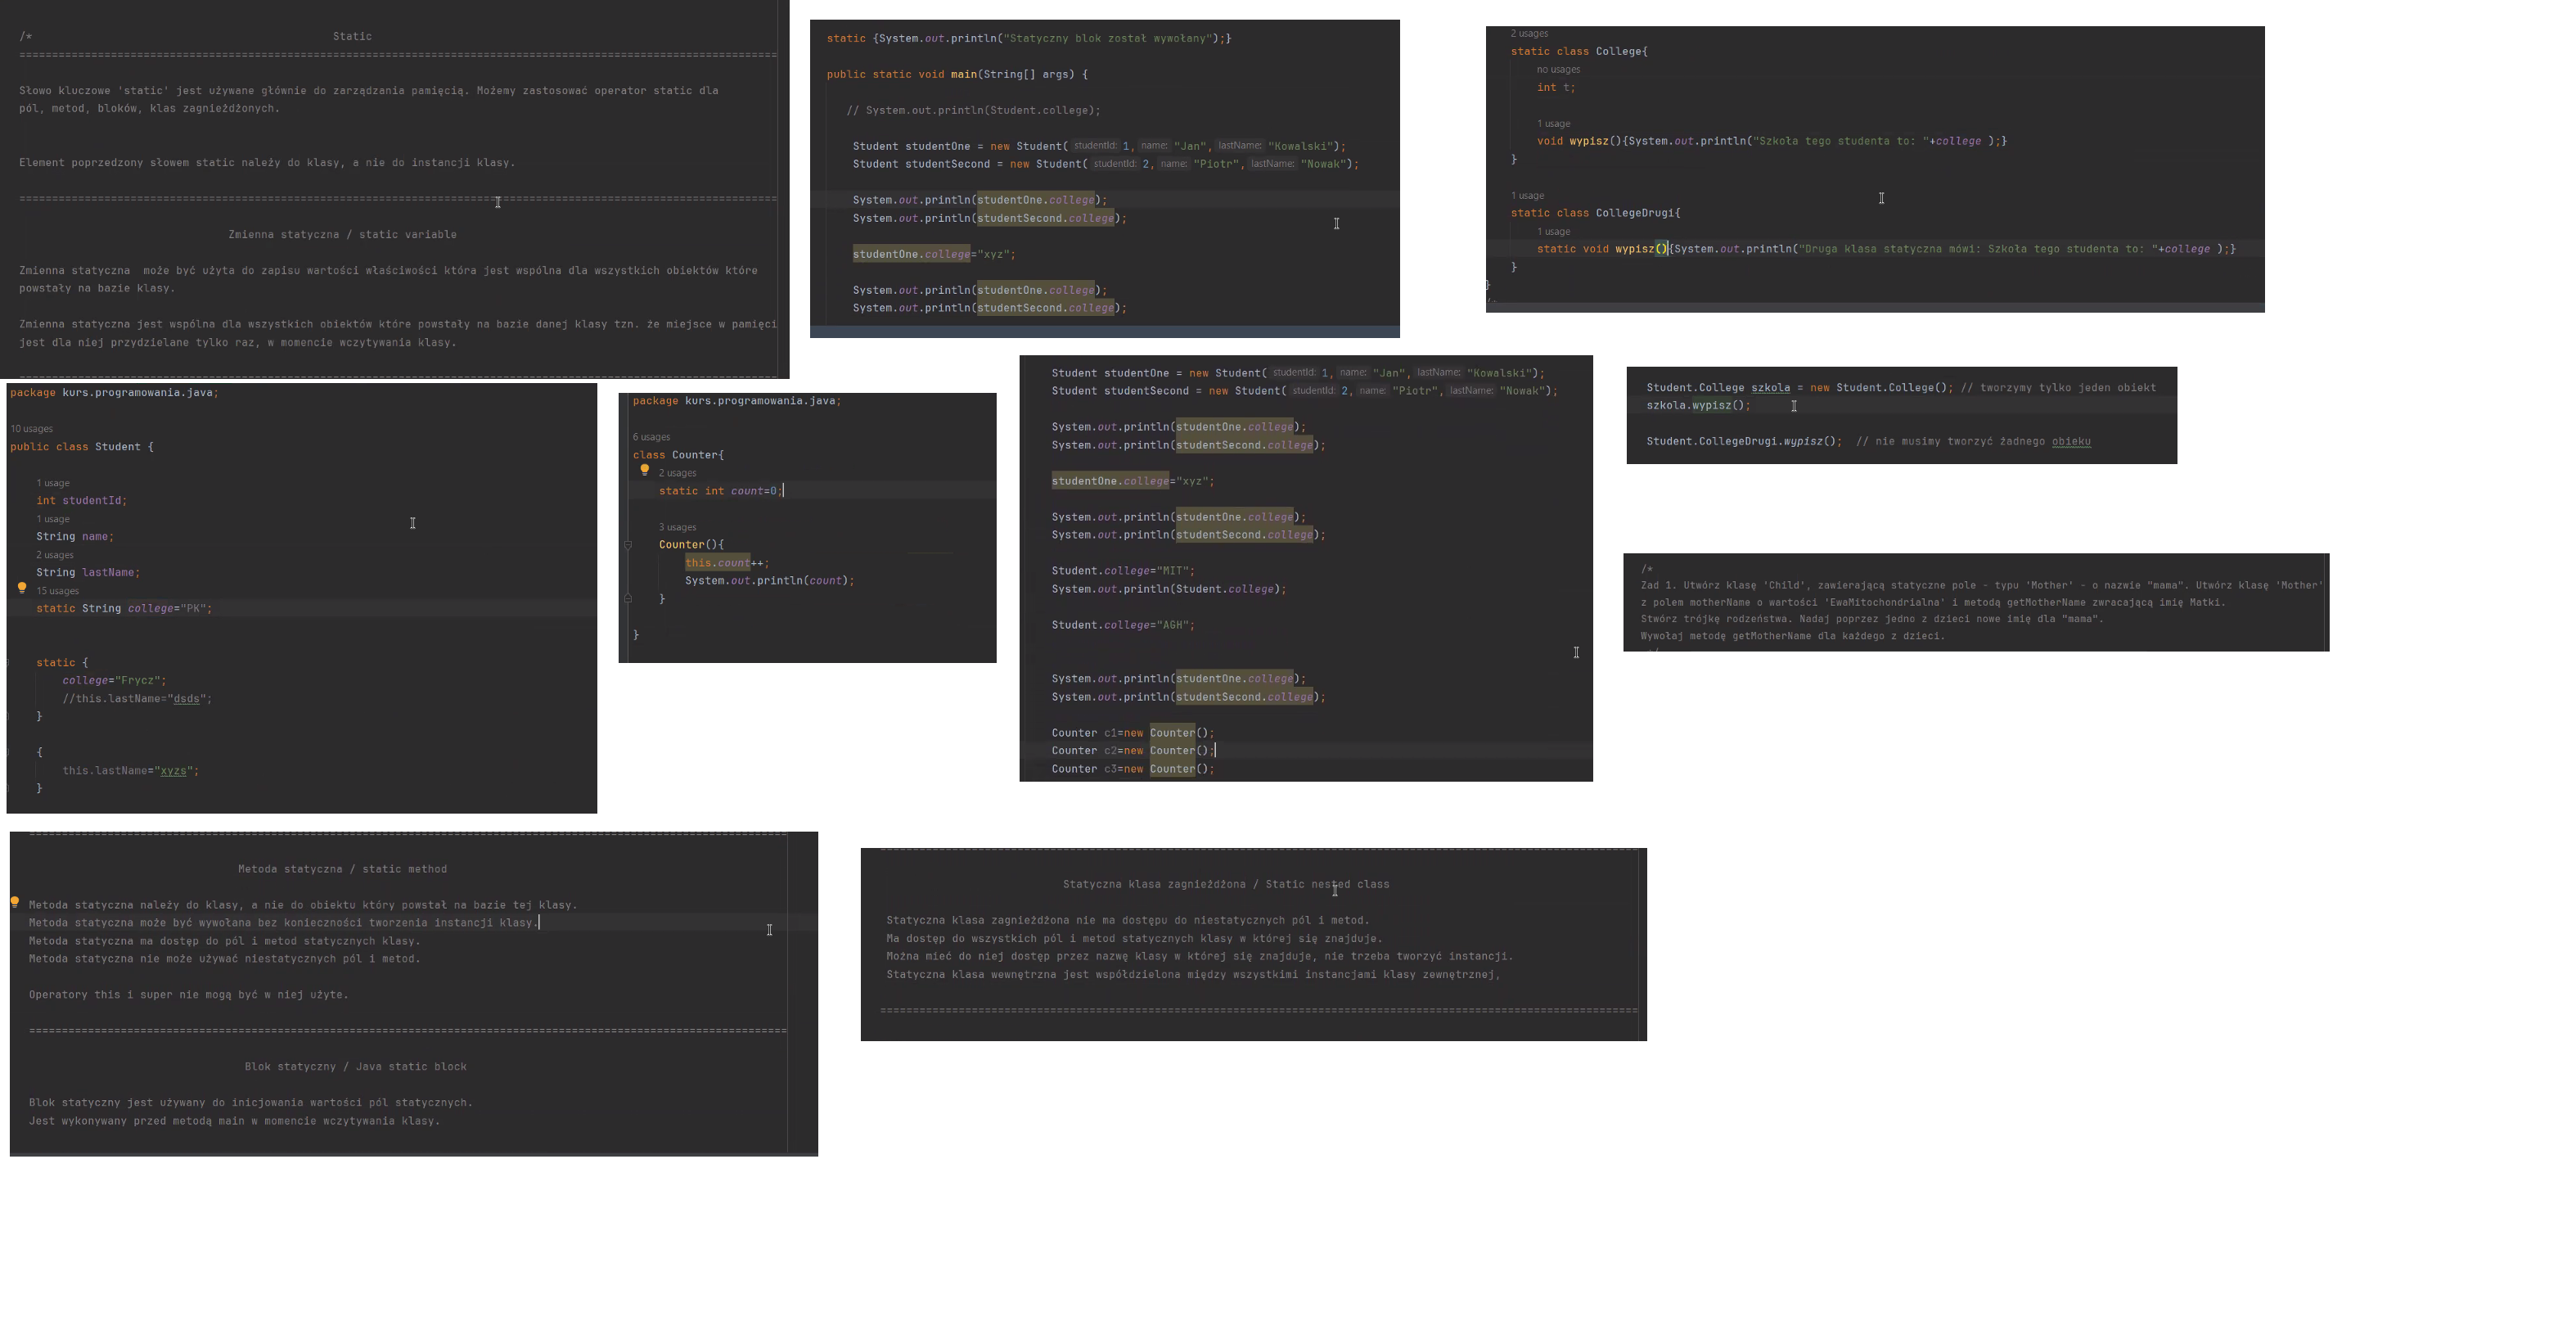 /* Static
=====================================================================
Słowo kluczowe 'static' jest używane głównie do zarządzania pamięcią. Możemy zastosować operator static dla
pól, metod, bloków, klas zagnieżdżonych.
Element poprzedzony słowem static należy do klasy, a nie do instancji klasy.
=====================================================================
Zmienna statyczna / static variable
Zmienna statyczna  może być użyta do zapisu wartości właściwości która jest wspólna dla wszystkich obiektów które
powstały na bazie klasy.
Zmienna statyczna jest wspólna dla wszystkich obiektów które powstały na bazie danej klasy tzn. że miejsce w pamięci
jest dla niej przydzielane tylko raz, w momencie wczytywania klasy.
=====================================================================
static {System.out.println("Statyczny blok został wywołany");}
public static void main(String[] args) {
// System.out.println(Student.college);
Student studentOne = new Student( studentId: 1, name: "Jan", lastName: "Kowalski");
Student studentSecond = new Student( studentId: 2, name: "Piotr", lastName: "Nowak");
System.out.println(studentOne.college);
System.out.println(studentSecond.college);
studentOne.college="xyz";
System.out.println(studentOne.college);
System.out.println(studentSecond.college);
2 usages
static class College{
no usages
int t;
1 usage
void wypisz(){System.out.println("Szkoła tego studenta to: "+college );}
}
1 usage
static class CollegeDrugi{
1 usage
static void wypisz(){System.out.println("Druga klasa statyczna mówi: Szkoła tego studenta to: "+college );}
}
}
package kurs.programowania.java;
10 usages
public class Student {
1 usage
int studentId;
1 usage
String name;
2 usages
String lastName;
15 usages
static String college="PK";
static {
college="Frycz";
//this.lastName="dsds";
}
{
this.lastName="xyzs";
}
package kurs.programowania.java;
6 usages
class Counter{
2 usages
static int count=0;
3 usages
Counter(){
this.count++;
System.out.println(count);
}
}
Student studentOne = new Student( studentId: 1, name: "Jan", lastName: "Kowalski");
Student studentSecond = new Student( studentId: 2, name: "Piotr", lastName: "Nowak");
System.out.println(studentOne.college);
System.out.println(studentSecond.college);
studentOne.college="xyz";
System.out.println(studentOne.college);
System.out.println(studentSecond.college);
Student.college="MIT";
System.out.println(Student.college);
Student.college="AGH";
System.out.println(studentOne.college);
System.out.println(studentSecond.college);
Counter c1=new Counter();
Counter c2=new Counter();
Counter c3=new Counter();
Student.College szkola = new Student.College(); // tworzymy tylko jeden obiekt
szkola.wypisz();
Student.CollegeDrugi.wypisz();  // nie musimy tworzyć żadnego obieku
/*
Zad 1. Utwórz klasę 'Child', zawierającą statyczne pole - typu 'Mother' - o nazwie "mama". Utwórz klasę 'Mother'
z polem motherName o wartości 'EwaMitochondrialna' i metodą getMotherName zwracającą imię Matki.
Stwórz trójkę rodzeństwa. Nadaj poprzez jedno z dzieci nowe imię dla "mama".
Wywołaj metodę getMotherName dla każdego z dzieci.
=====================================================================
Metoda statyczna / static method
Metoda statyczna należy do klasy, a nie do obiektu który powstał na bazie tej klasy.
Metoda statyczna może być wywołana bez konieczności tworzenia instancji klasy.
Metoda statyczna ma dostęp do pól i metod statycznych klasy.
Metoda statyczna nie może używać niestatycznych pól i metod.
Operatory this i super nie mogą być w niej użyte.
=====================================================================
Blok statyczny / Java static block
Blok statyczny jest używany do inicjowania wartości pól statycznych.
Jest wykonywany przed metodą main w momencie wczytywania klasy.
=====================================================================
Statyczna klasa zagnieżdżona / Static nested class
Statyczna klasa zagnieżdżona nie ma dostępu do niestatycznych pól i metod.
Ma dostęp do wszystkich pól i metod statycznych klasy w której się znajduje.
Można mieć do niej dostęp przez nazwę klasy w której się znajduje, nie trzeba tworzyć instancji.
Statyczna klasa wewnętrzna jest współdzielona między wszystkimi instancjami klasy zewnętrznej,
=====================================================================